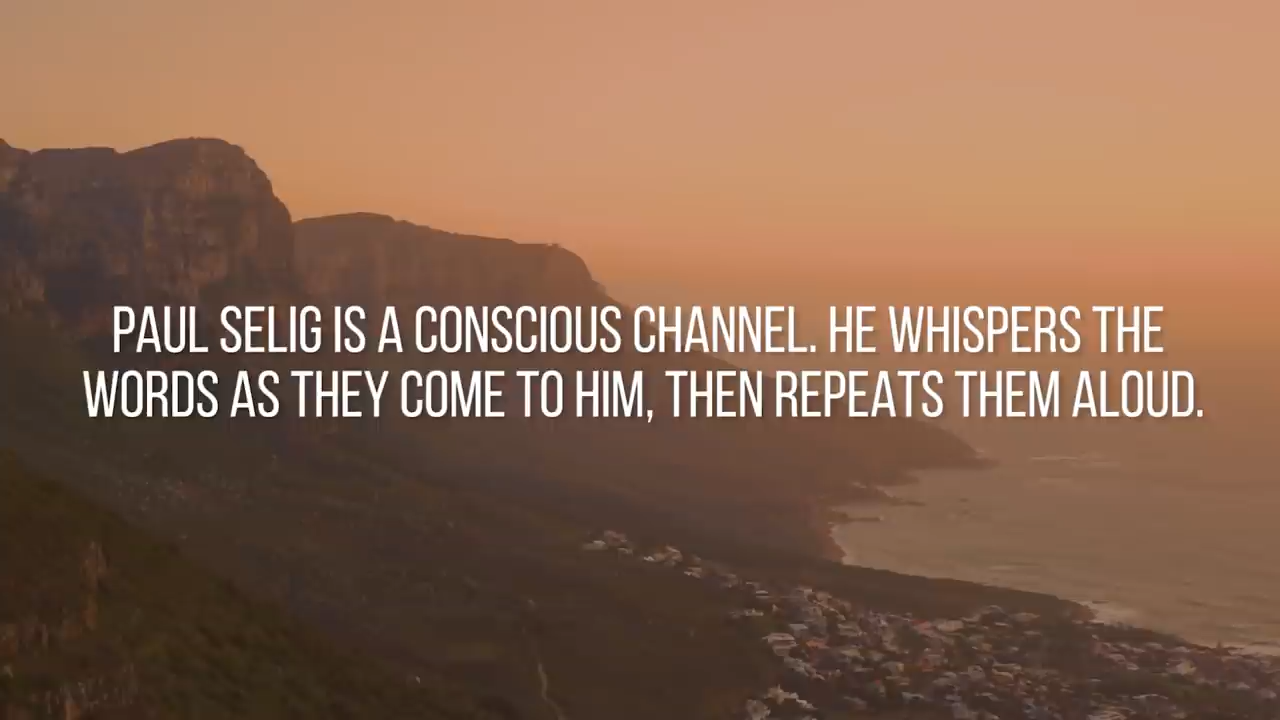 PAUL SELIG IS A CONSCIOUS CHANNEL. HE WHISPERS THE
WORDS AS THEY COME TO HIM, THEN REPEATS THEM ALOUD.